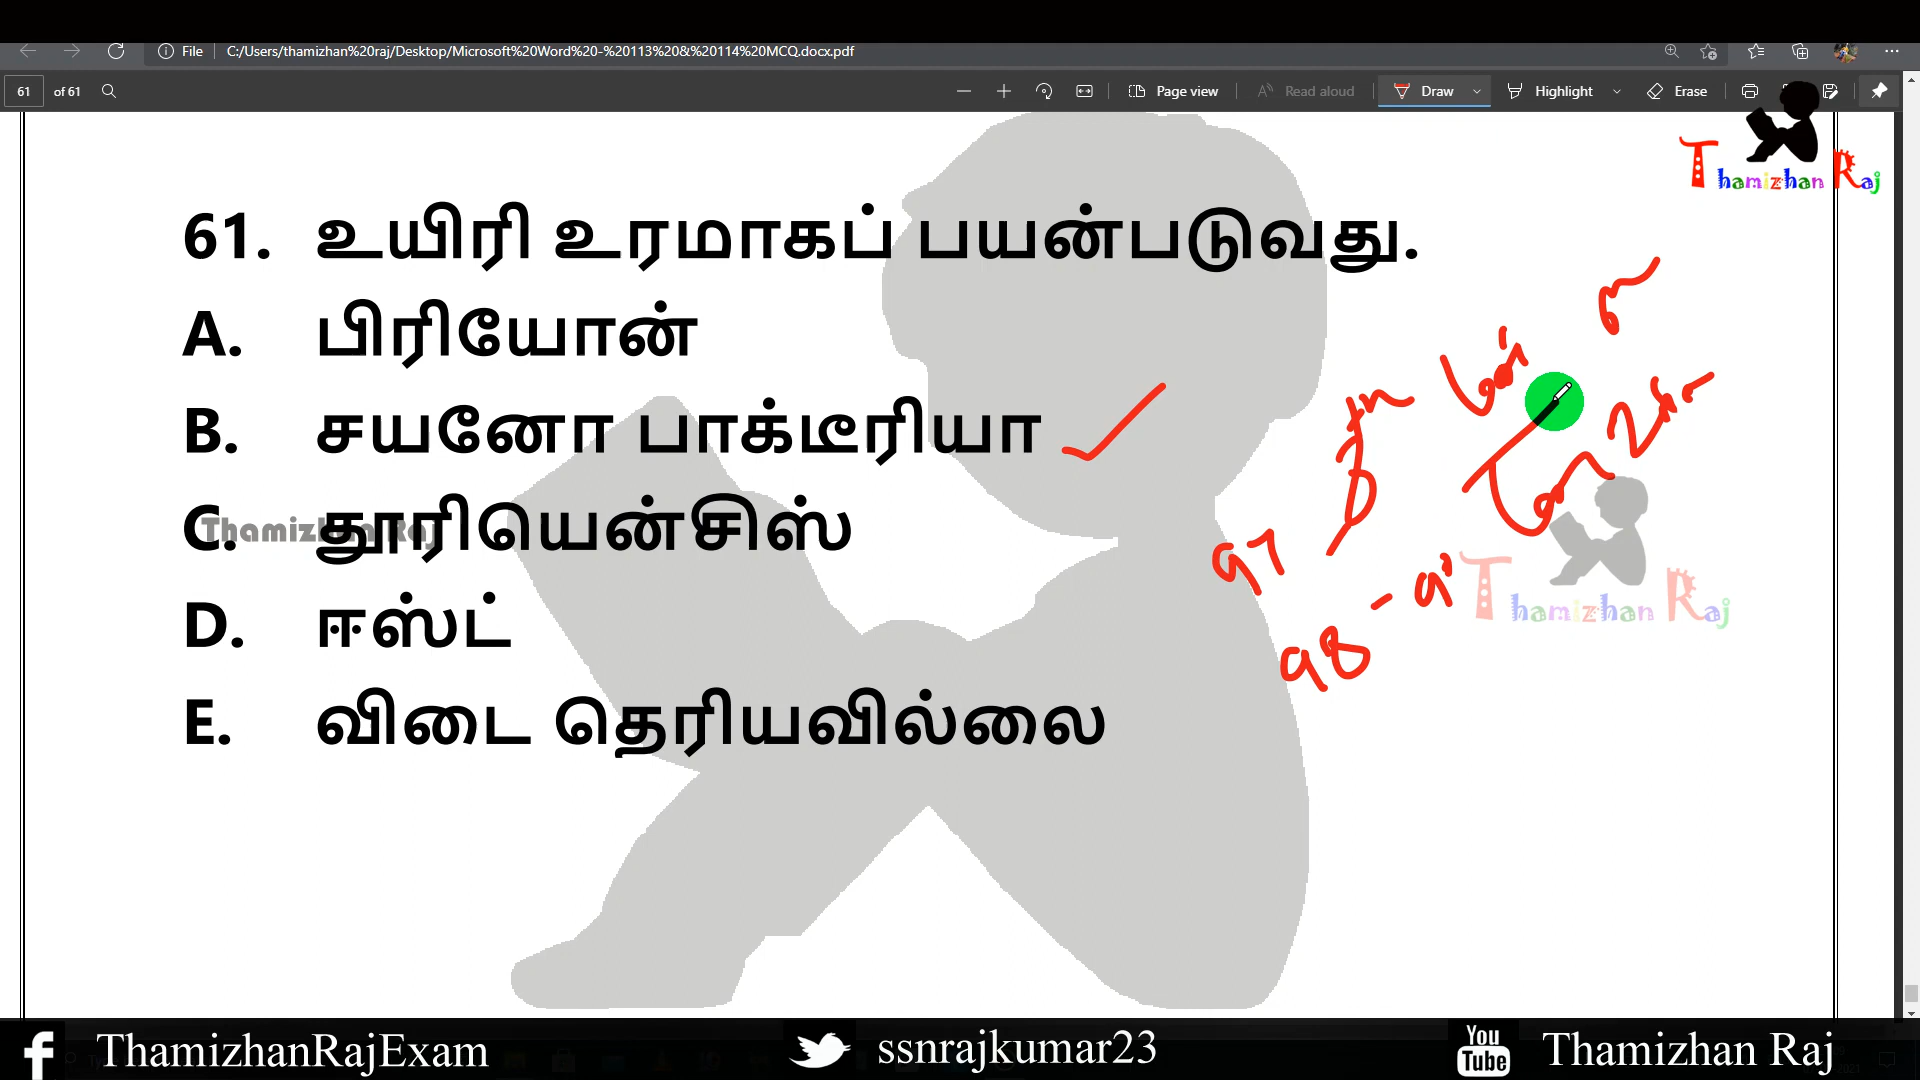 File C:/Users/thamizhan%20raj/Desktop/Microsoft%20Word%20-%20113%20&%20114%20MCQ.docx.pdf
61 of 61 Page view Read aloud Draw Highlight Erase
Thamizhan Raj
61. உயிரி உரமாகப் பயன்படுவது.
A. பிரியோன்
B. சயனோ பாக்டீரியா
C. தூரியென்சிஸ்
Thamizhan Raj
D. ஈஸ்ட்
E. விடை தெரியவில்லை
97
98 -
Thamizhan Raj
ThamizhanRajExam ssnrajkumar23 You Tube Thamizhan Raj